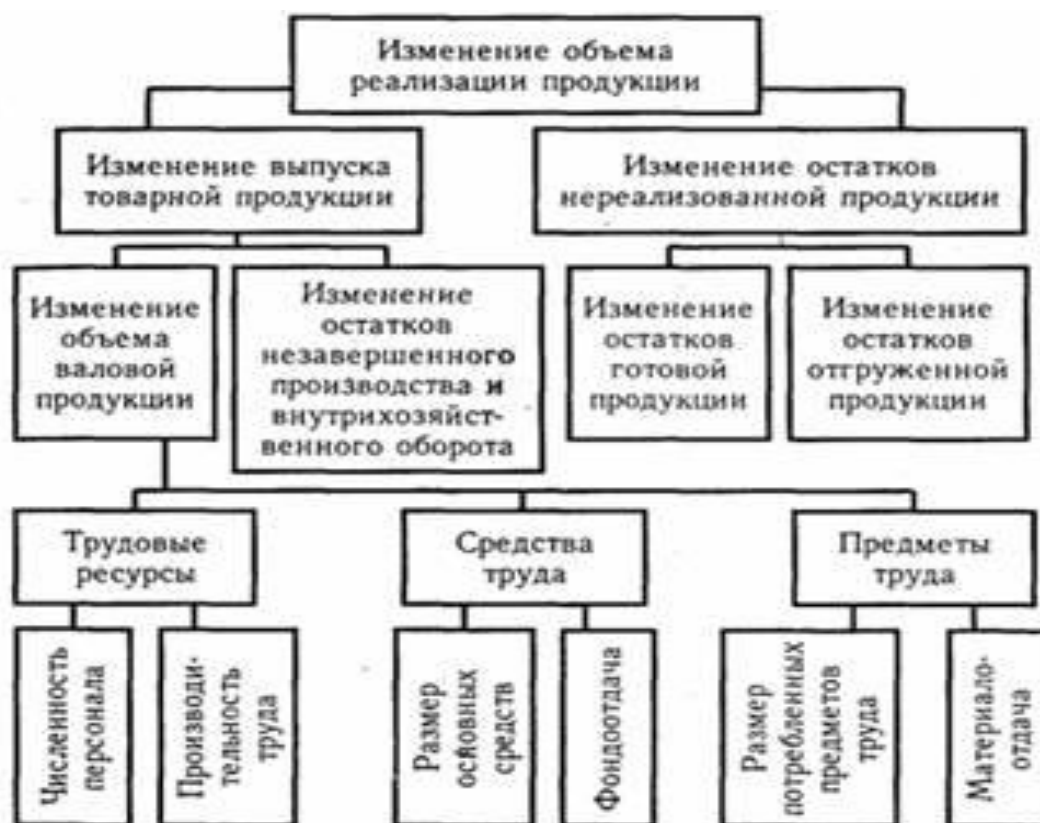 Изменение объема
реализации продукции
Изменение выпуска
товарной продукции
Изменение остатков
нереализованной продукции
Изменение
объема
валовой
продукции
Изменение
остатков
незавершенного
производства и
внутрихозяйст-
венного оборота
Изменение
остатков
готовой
продукции
Изменение
остатков
отгруженной
продукции
Трудовые
ресурсы
Средства
труда
Предметы
труда
Численность
персонала
Производи-
тельность
труда
Размер
основных
средств
Фондоотдача
Размер
потребленных
предметов
труда
Материало-
отдача